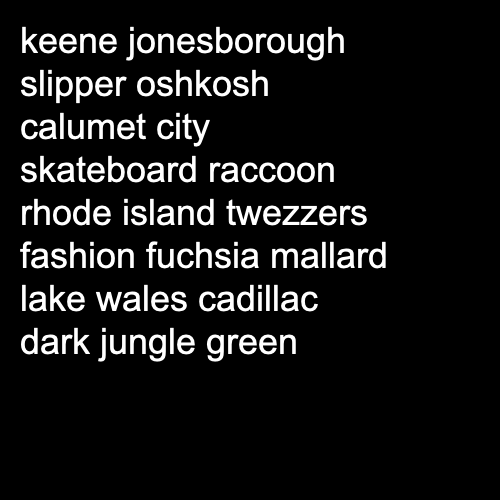 keene jonesborough
slipper oshkosh
calumet city
skateboard raccoon
rhode island twezzers
fashion fuchsia mallard
lake wales cadillac
dark jungle green